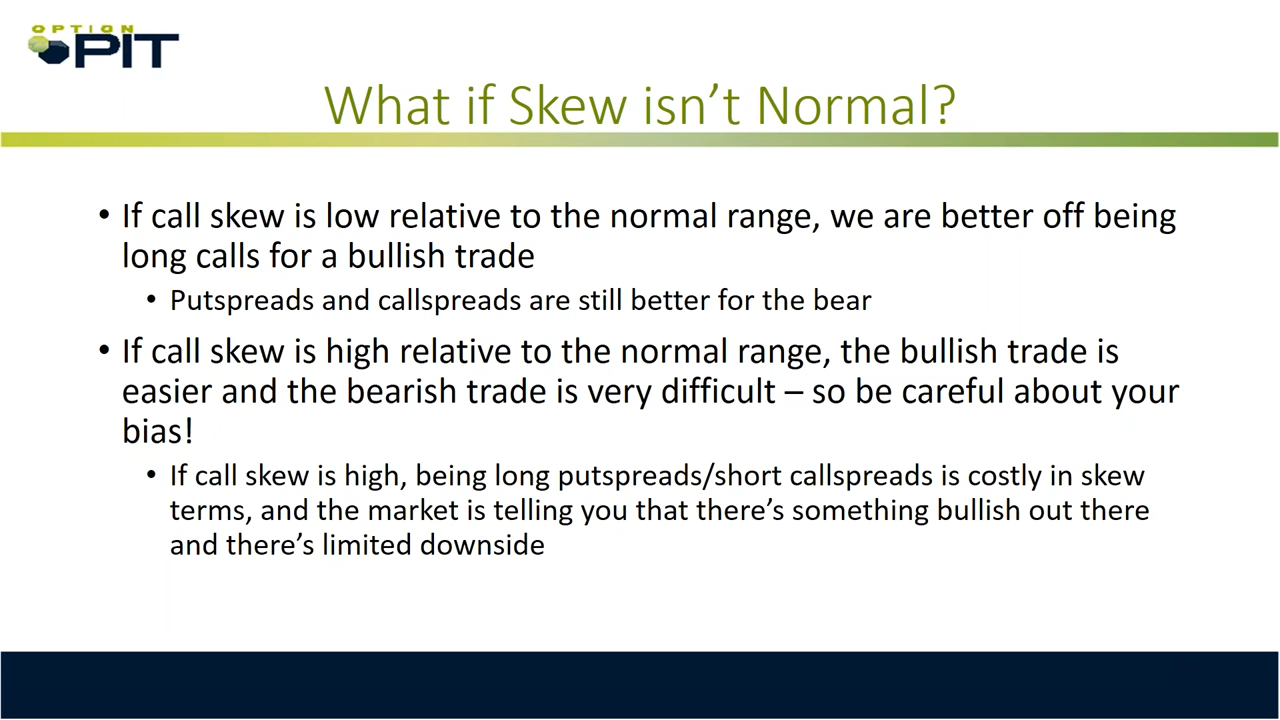 OPTION
PIT
What if Skew isn't Normal?
• If call skew is low relative to the normal range, we are better off being
long calls for a bullish trade
• Putspreads and callspreads are still better for the bear
• If call skew is high relative to the normal range, the bullish trade is
easier and the bearish trade is very difficult – so be careful about your
bias!
• If call skew is high, being long putspreads/short callspreads is costly in skew
terms, and the market is telling you that there's something bullish out there
and there's limited downside